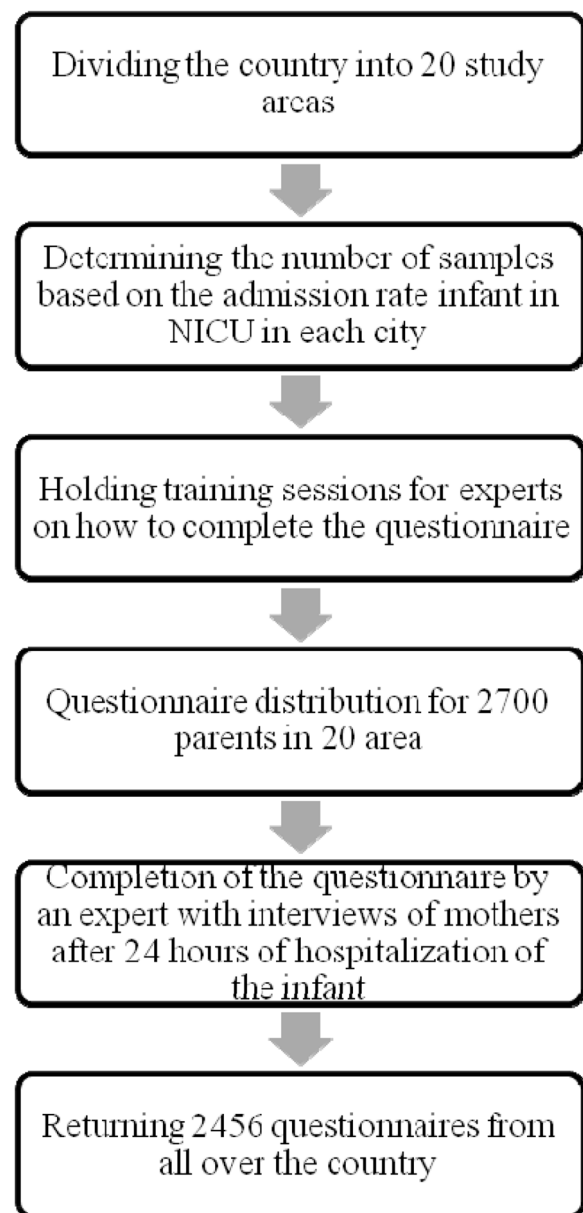 Dividing the country into 20 study
areas
Determining the number of samples
based on the admission rate infant in
NICU in each city
Holding training sessions for experts
on how to complete the questionnaire
Questionnaire distribution for 2700
parents in 20 area
Completion of the questionnaire by
an expert with interviews of mothers
after 24 hours of hospitalization of
the infant
Returning 2456 questionnaires from
all over the country